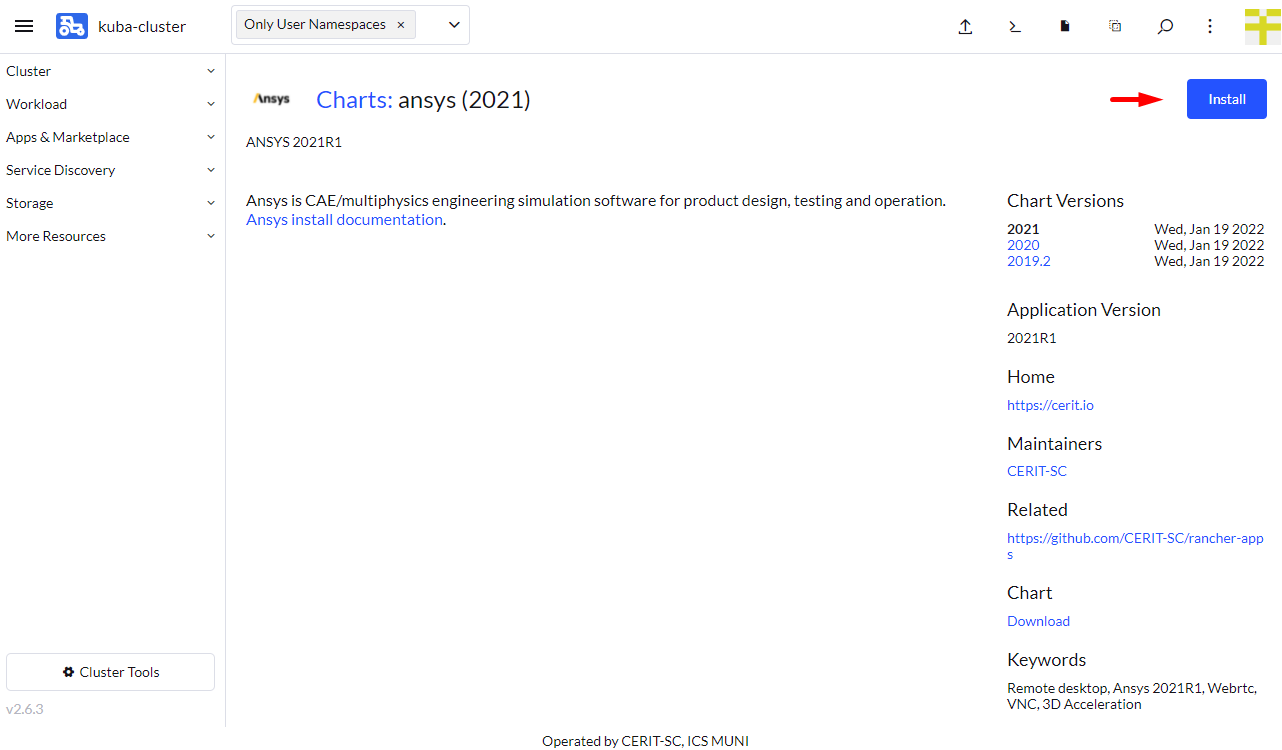 kuba-cluster
Only User Namespaces ×
Cluster
Workload
Apps & Marketplace
Service Discovery
Storage
More Resources
Cluster Tools
v2.6.3
Ansys
Charts: ansys (2021)
Install
ANSYS 2021R1
Ansys is CAE/multiphysics engineering simulation software for product design, testing and operation.
Ansys install documentation.
Chart Versions
2021 Wed, Jan 19 2022
2020 Wed, Jan 19 2022
2019.2 Wed, Jan 19 2022
Application Version
2021R1
Home
https://cerit.io
Maintainers
CERIT-SC
Related
https://github.com/CERIT-SC/rancher-app
s
Chart
Download
Keywords
Remote desktop, Ansys 2021R1, Webrtc,
VNC, 3D Acceleration
Operated by CERIT-SC, ICS MUNI